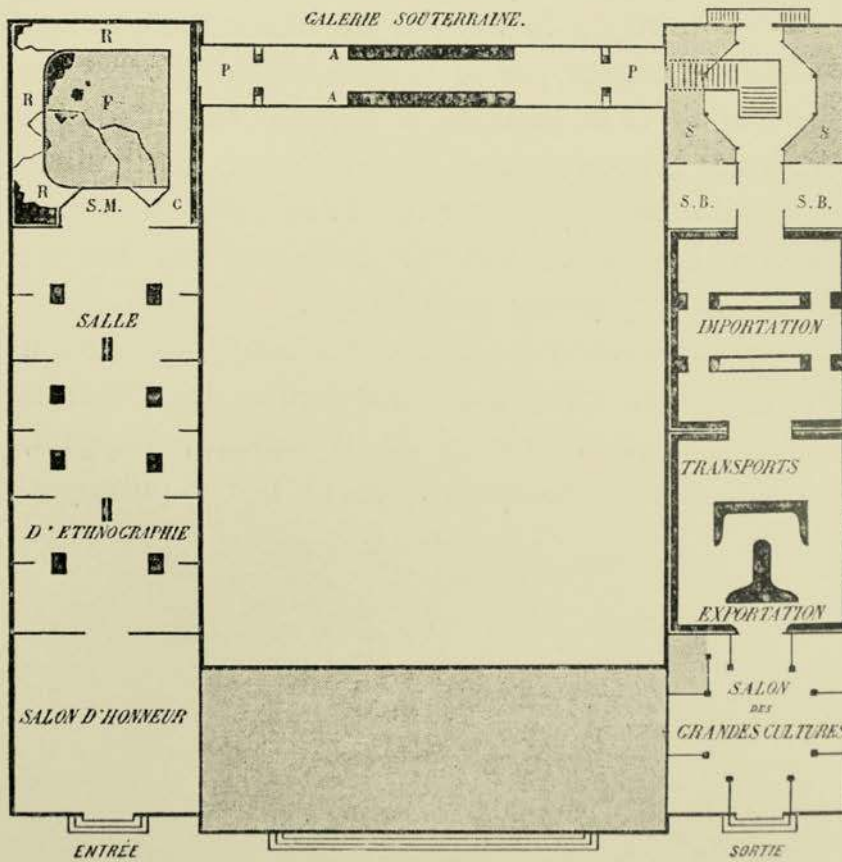 GALERIE SOUTERRAINE.
R
R
F
R
S.M.
C
P
A
A
P
S
S
S.B.
S.B.
SALLE
D'ETHNOGRAPHIE
SALON D'HONNEUR
ENTRÉE
IMPORTATION
TRANSPORTS
EXPORTATION
SALON
DES
GRANDES CULTURES
SORTIE